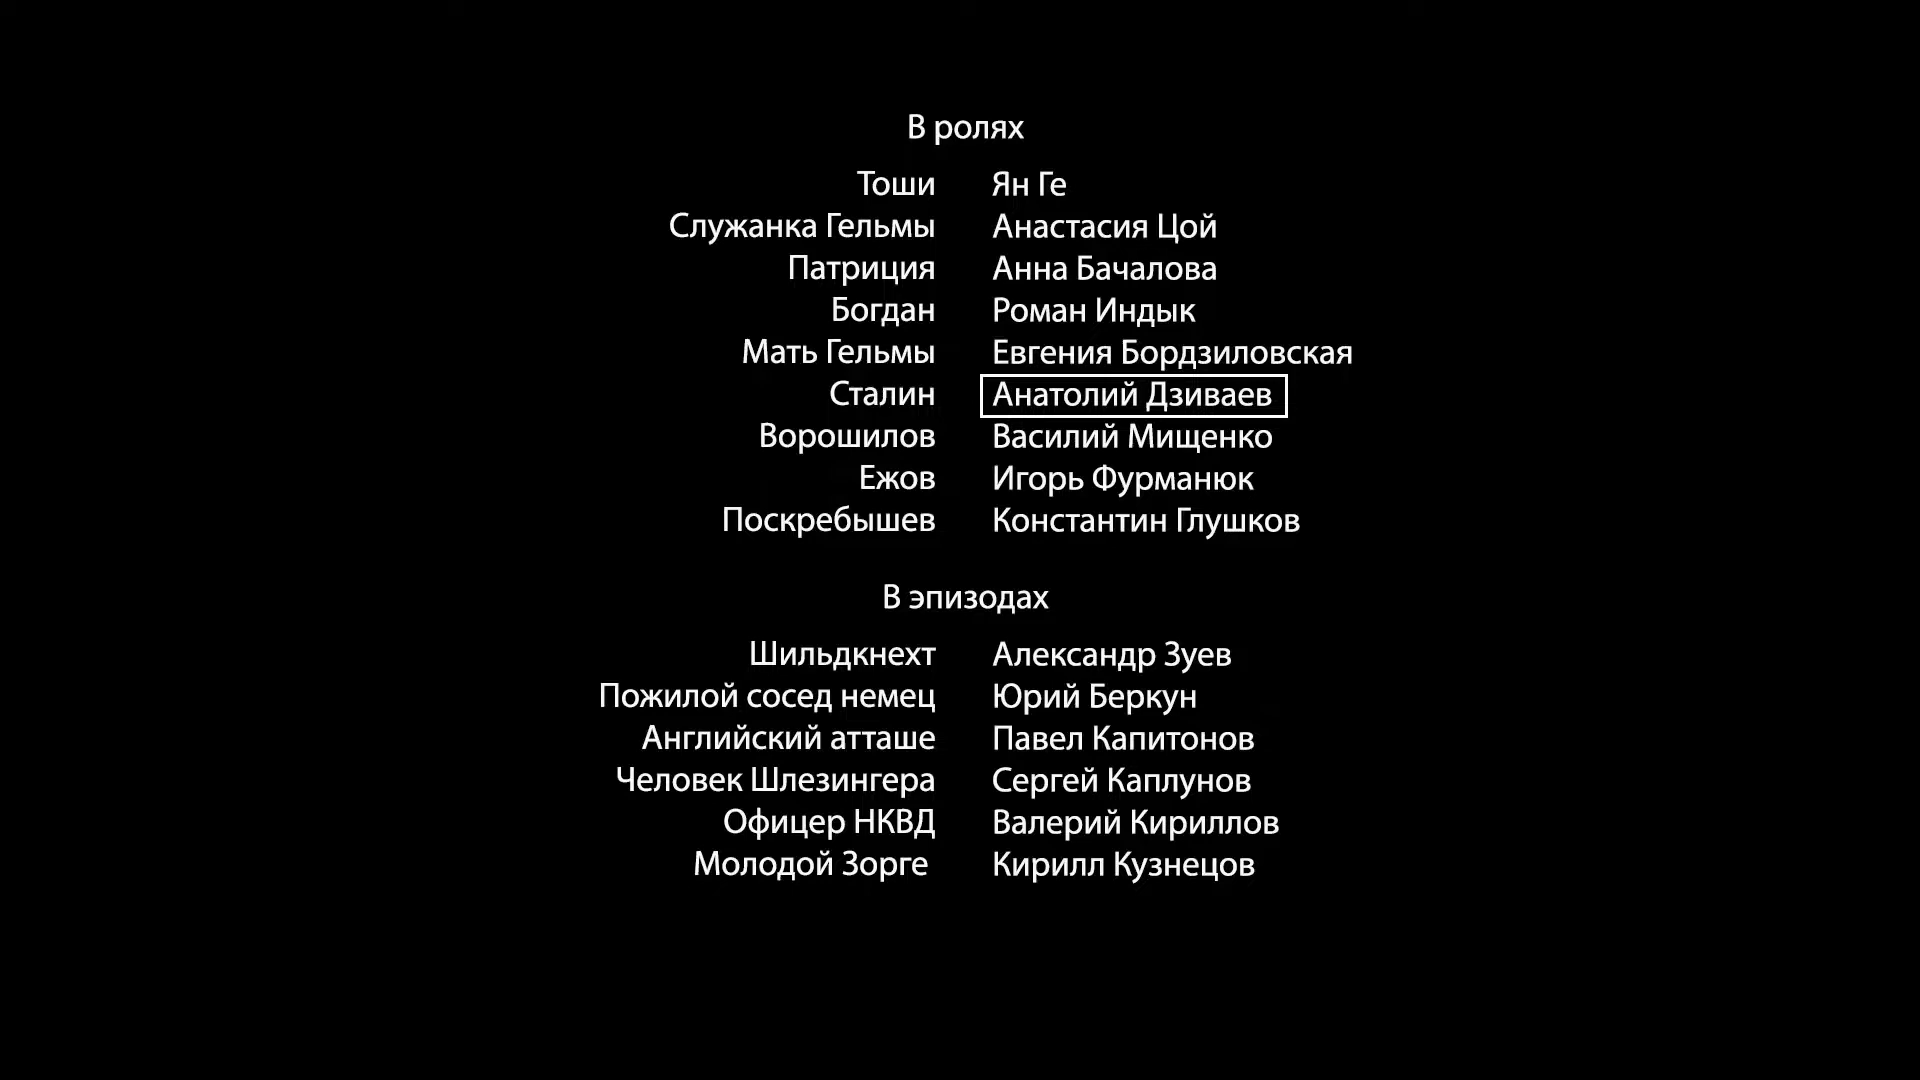 В ролях
Тоши Ян Ге
Служанка Гельмы Анастасия Цой
Патриция Анна Бачалова
Богдан Роман Индык
Мать Гельмы Евгения Бордзиловская
Сталин Анатолий Дзиваев
Ворошилов Василий Мищенко
Ежов Игорь Фурманюк
Поскребышев Константин Глушков
В эпизодах
Шильдкнехт Александр Зуев
Пожилой сосед немец Юрий Беркун
Английский атташе Павел Капитонов
Человек Шлезингера Сергей Каплунов
Офицер НКВД Валерий Кириллов
Молодой Зорге Кирилл Кузнецов